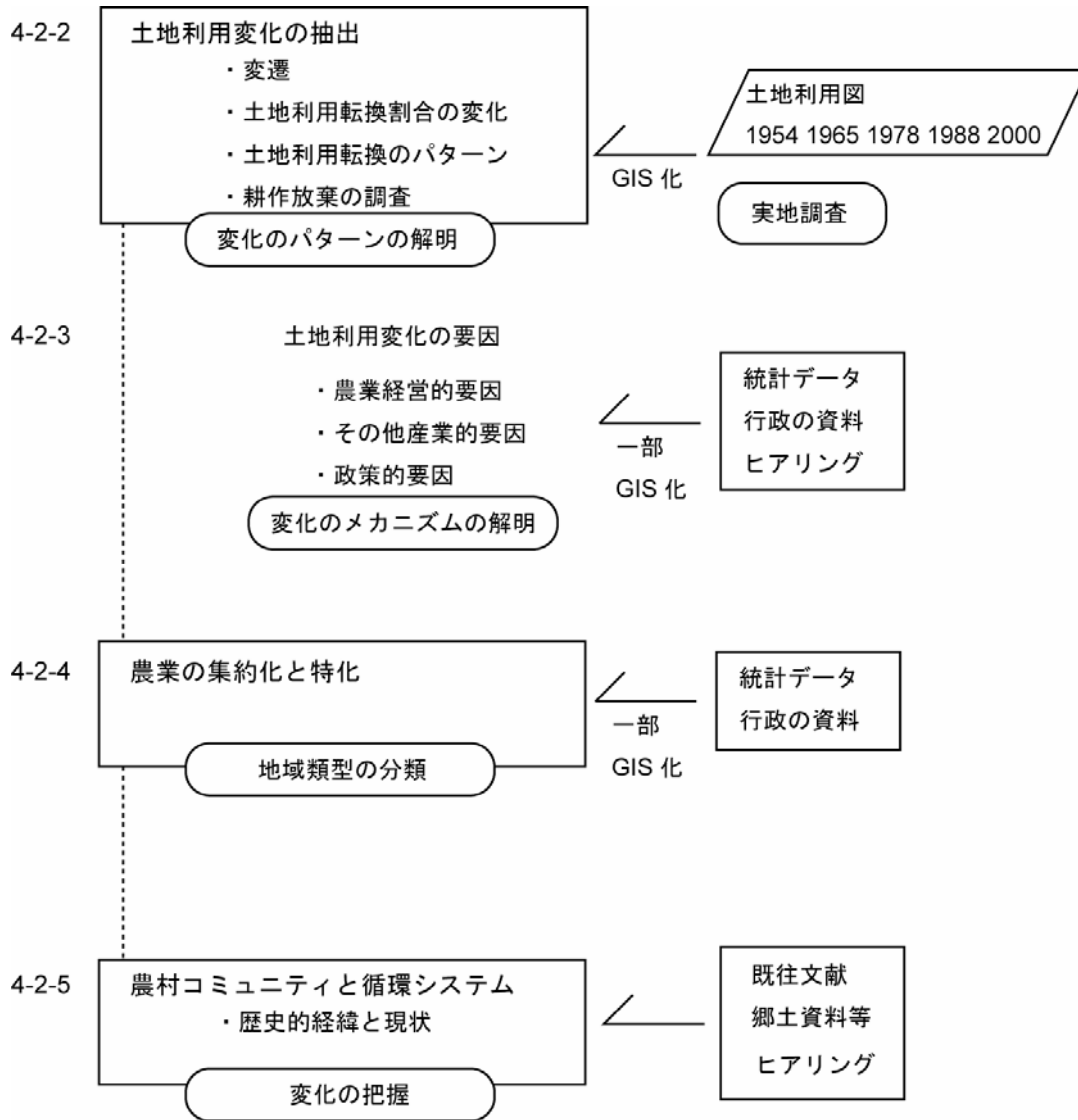 4-2-2
土地利用変化の抽出
・変遷
・土地利用転換割合の変化
・土地利用転換のパターン
・耕作放棄の調査
変化のパターンの解明
GIS 化
土地利用図
1954 1965 1978 1988 2000
実地調査
4-2-3
土地利用変化の要因
・農業経営的要因
・その他産業的要因
・政策的要因
変化のメカニズムの解明
一部
GIS 化
統計データ
行政の資料
ヒアリング
4-2-4
農業の集約化と特化
地域類型の分類
一部
GIS 化
統計データ
行政の資料
4-2-5
農村コミュニティと循環システム
・歴史的経緯と現状
変化の把握
既往文献
郷土資料等
ヒアリング